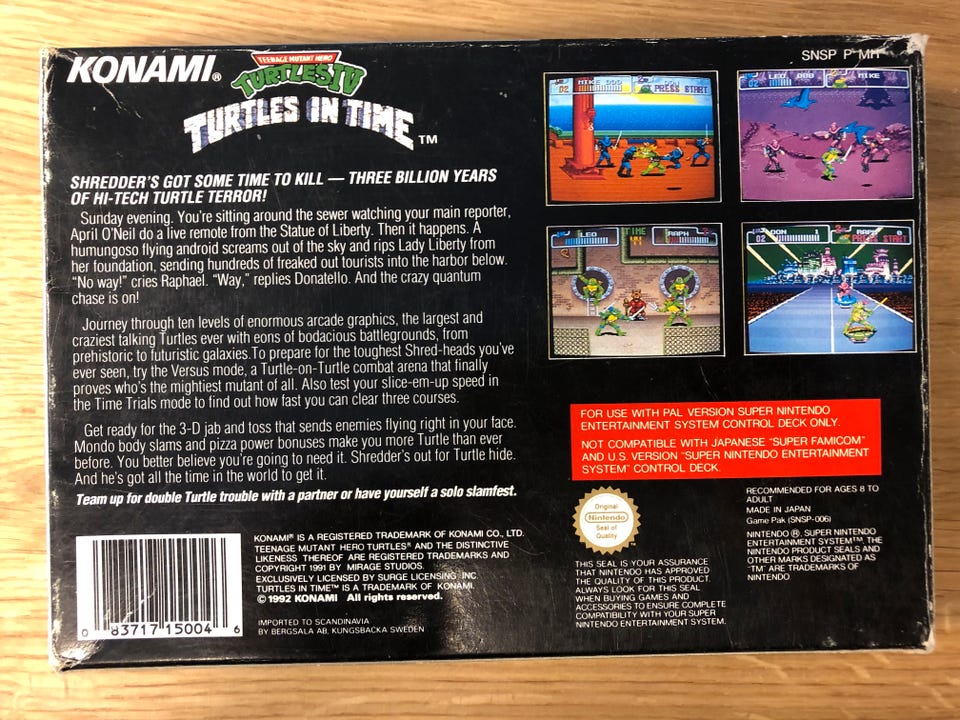 KONAMI®
SNSP P MH
TEENAGE MUTANT HERO
TURTLES IV
TURTLES IN TIME™
SHREDDER'S GOT SOME TIME TO KILL — THREE BILLION YEARS
OF HI-TECH TURTLE TERROR!
Sunday evening. You're sitting around the sewer watching your main reporter,
April O'Neil do a live remote from the Statue of Liberty. Then it happens. A
humungoso flying android screams out of the sky and rips Lady Liberty from
her foundation, sending hundreds of freaked out tourists into the harbor below.
"No way!" cries Raphael. "Way," replies Donatello. And the crazy quantum
chase is on!
Journey through ten levels of enormous arcade graphics, the largest and
craziest talking Turtles ever with eons of bodacious battlegrounds, from
prehistoric to futuristic galaxies. To prepare for the toughest Shred-heads you've
ever seen, try the Versus mode, a Turtle-on-Turtle combat arena that finally
proves who's the mightiest mutant of all. Also test your slice-em-up speed in
the Time Trials mode to find out how fast you can clear three courses.
Get ready for the 3-D jab and toss that sends enemies flying right in your face.
Mondo body slams and pizza power bonuses make you more Turtle than ever
before. You better believe you're going to need it. Shredder's out for Turtle hide.
And he's got all the time in the world to get it.
Team up for double Turtle trouble with a partner or have yourself a solo slamfest.
MIKE
02
PRESS START
LEO
MIKE
02
LEO
TIME
RAPH
DON 1
02
RAPH 0
PRESS START
FOR USE WITH PAL VERSION SUPER NINTENDO
ENTERTAINMENT SYSTEM CONTROL DECK ONLY.
NOT COMPATIBLE WITH JAPANESE "SUPER FAMICOM"
AND U.S. VERSION "SUPER NINTENDO ENTERTAINMENT
SYSTEM" CONTROL DECK.
Original
Nintendo
Seal of
Quality
™
THIS SEAL IS YOUR ASSURANCE
THAT NINTENDO HAS APPROVED
THE QUALITY OF THIS PRODUCT.
ALWAYS LOOK FOR THIS SEAL
WHEN BUYING GAMES AND
ACCESSORIES TO ENSURE COMPLETE
COMPATIBILITY WITH YOUR SUPER
NINTENDO ENTERTAINMENT SYSTEM.
RECOMMENDED FOR AGES 8 TO
ADULT
MADE IN JAPAN
Game Pak (SNSP-006)
NINTENDO ®, SUPER NINTENDO
ENTERTAINMENT SYSTEM™, THE
NINTENDO PRODUCT SEALS AND
OTHER MARKS DESIGNATED AS
"TM" ARE TRADEMARKS OF
NINTENDO
KONAMI® IS A REGISTERED TRADEMARK OF KONAMI CO., LTD.
TEENAGE MUTANT HERO TURTLES® AND THE DISTINCTIVE
LIKENESS THEREOF ARE REGISTERED TRADEMARKS AND
COPYRIGHT 1991 BY MIRAGE STUDIOS.
EXCLUSIVELY LICENSED BY SURGE LICENSING INC.
TURTLES IN TIME™ IS A TRADEMARK OF KONAMI.
© 1992 KONAMI All rights reserved.
IMPORTED TO SCANDINAVIA
BY BERGSALA AB, KUNGSBACKA SWEDEN
0 83717 15004 6